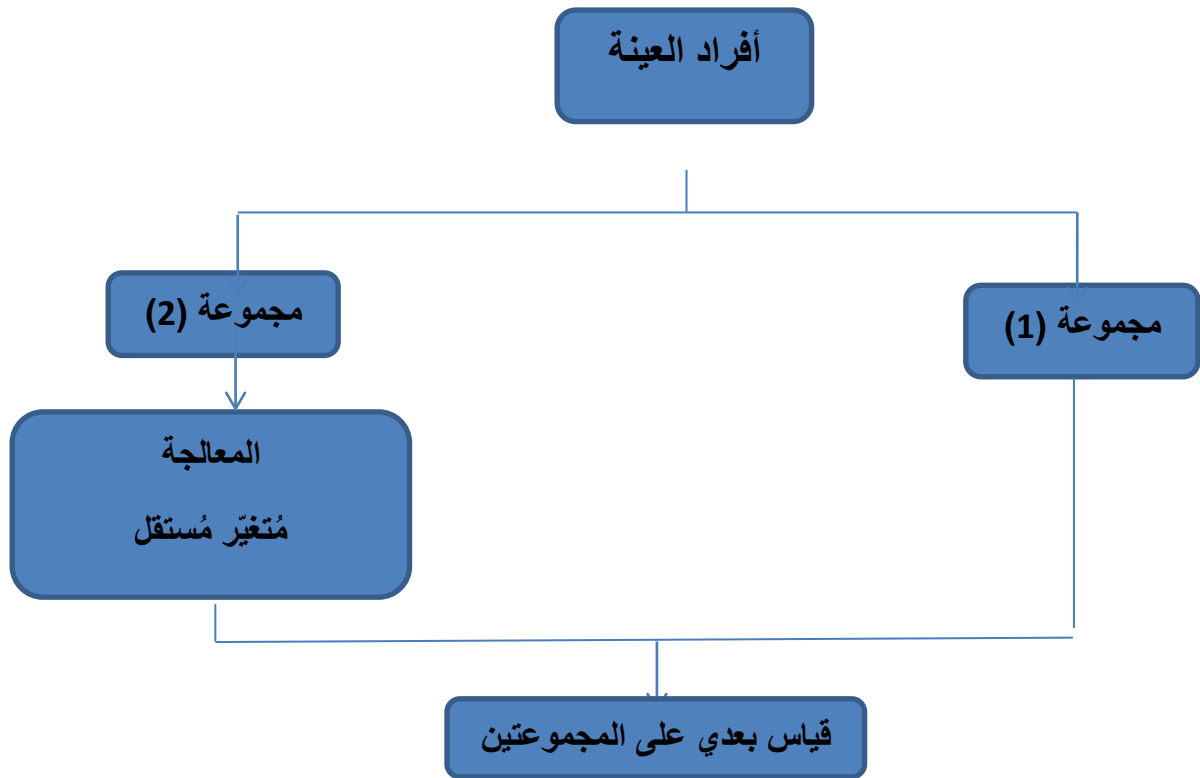 أفراد العينة
مجموعة (1)
مجموعة (2)
المعالجة
مُتغيّر مُستقل
قياس بعدي على المجموعتين